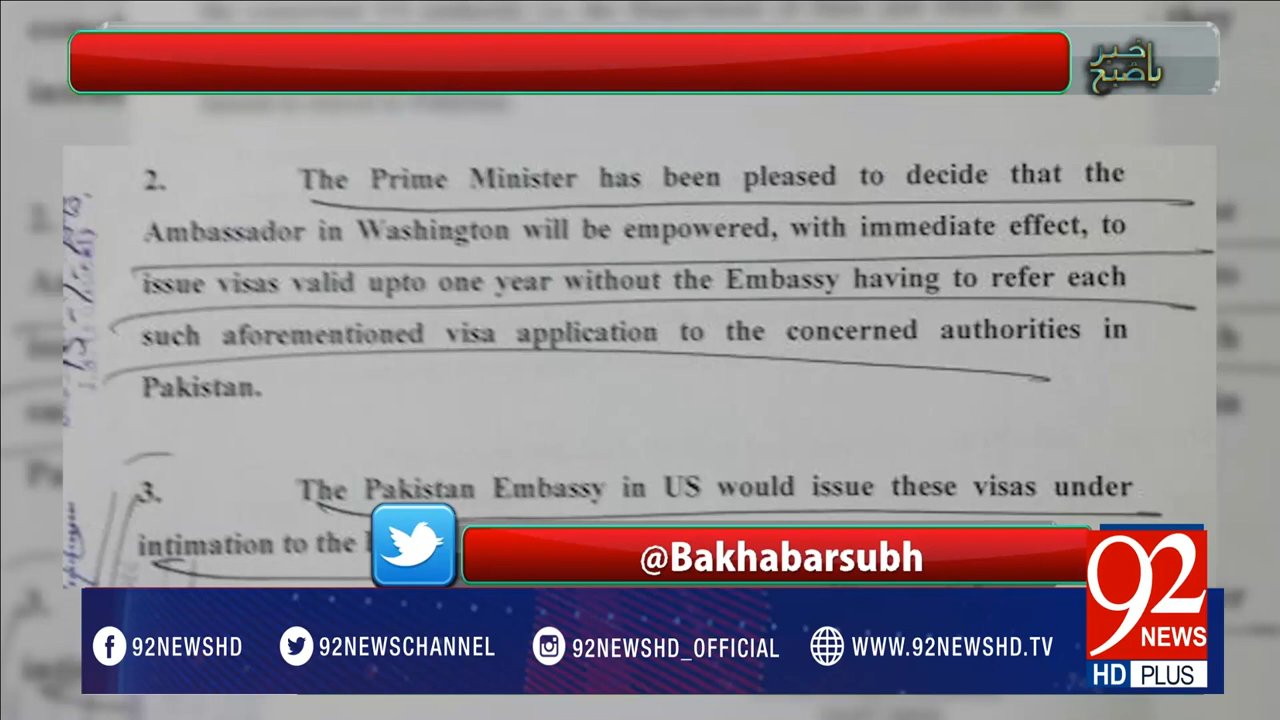 باخبر صبح
2. The Prime Minister has been pleased to decide that the
Ambassador in Washington will be empowered, with immediate effect, to
issue visas valid upto one year without the Embassy having to refer each
such aforementioned visa application to the concerned authorities in
Pakistan.
3. The Pakistan Embassy in US would issue these visas under
intimation to the
@Bakhabarsubh
92NEWSHD 92NEWSCHANNEL 92NEWSHD_OFFICIAL WWW.92NEWSHD.TV
92
NEWS
HD PLUS